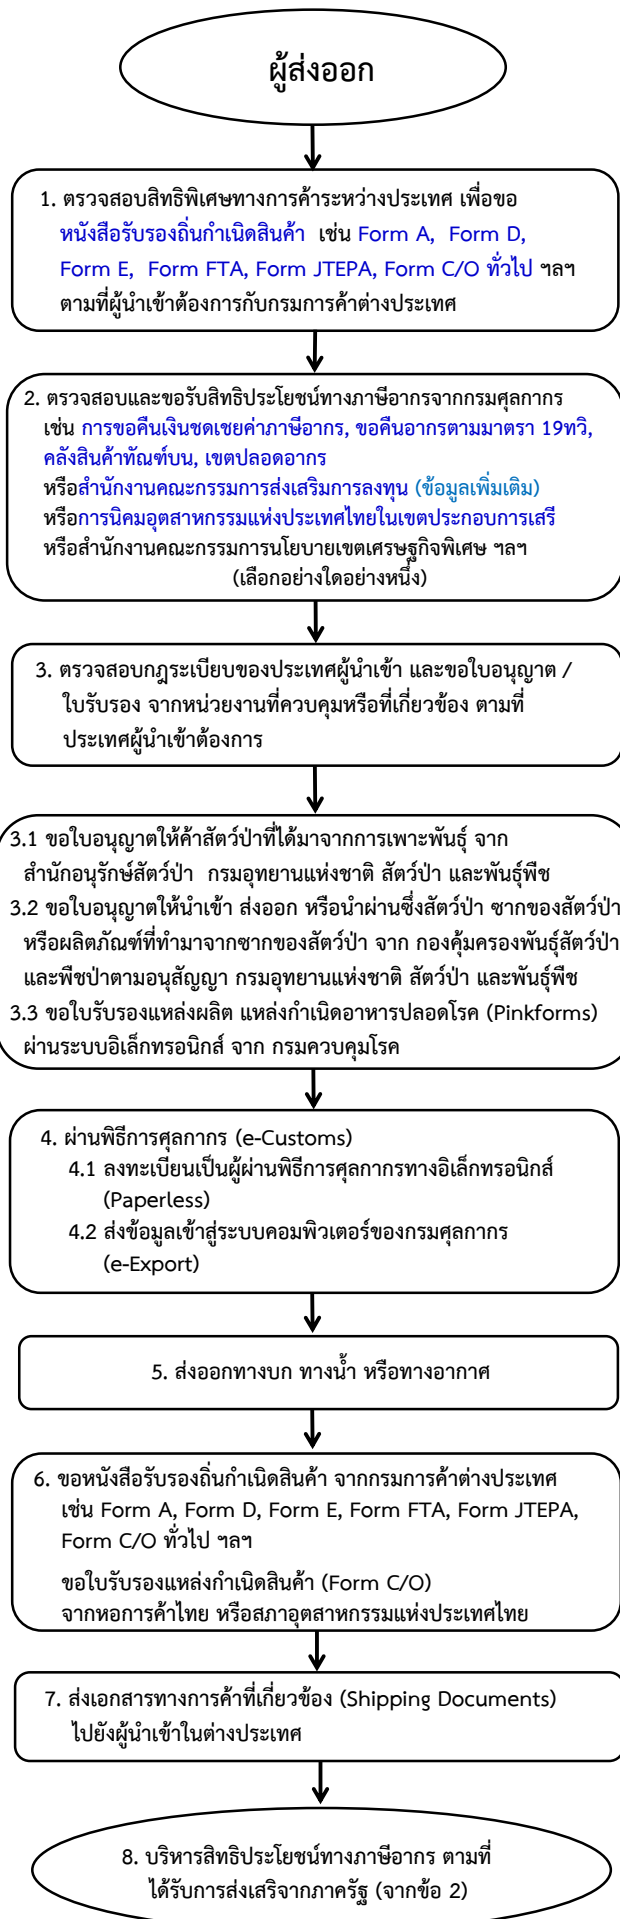 ผู้ส่งออก
1. ตรวจสอบสิทธิพิเศษทางการค้าระหว่างประเทศ เพื่อขอ
หนังสือรับรองถิ่นกำเนิดสินค้า เช่น Form A, Form D,
Form E, Form FTA, Form JTEPA, Form C/O ทั่วไป ฯลฯ
ตามที่ผู้นำเข้าต้องการกับกรมการค้าต่างประเทศ
2. ตรวจสอบและขอรับสิทธิประโยชน์ทางภาษีอากรจากกรมศุลกากร
เช่น การขอคืนเงินชดเชยค่าภาษีอากร, ขอคืนอากรตามมาตรา 19ทวิ,
คลังสินค้าทัณฑ์บน, เขตปลอดอากร
หรือสำนักงานคณะกรรมการส่งเสริมการลงทุน (ข้อมูลเพิ่มเติม)
หรือการนิคมอุตสาหกรรมแห่งประเทศไทยในเขตประกอบการเสรี
หรือสำนักงานคณะกรรมการนโยบายเขตเศรษฐกิจพิเศษ ฯลฯ
(เลือกอย่างใดอย่างหนึ่ง)
3. ตรวจสอบกฎระเบียบของประเทศผู้นำเข้า และขอใบอนุญาต /
ใบรับรอง จากหน่วยงานที่ควบคุมหรือที่เกี่ยวข้อง ตามที่
ประเทศผู้นำเข้าต้องการ
3.1 ขอใบอนุญาตให้ค้าสัตว์ป่าที่ได้มาจากการเพาะพันธุ์ จาก
สำนักอนุรักษ์สัตว์ป่า กรมอุทยานแห่งชาติ สัตว์ป่า และพันธุ์พืช
3.2 ขอใบอนุญาตให้นำเข้า ส่งออก หรือนำผ่านซึ่งสัตว์ป่า ซากของสัตว์ป่า
หรือผลิตภัณฑ์ที่ทำมาจากซากของสัตว์ป่า จาก กองคุ้มครองพันธุ์สัตว์ป่า
และพืชป่าตามอนุสัญญา กรมอุทยานแห่งชาติ สัตว์ป่า และพันธุ์พืช
3.3 ขอใบรับรองแหล่งผลิต แหล่งกำเนิดอาหารปลอดโรค (Pinkforms)
ผ่านระบบอิเล็กทรอนิกส์ จาก กรมควบคุมโรค
4. ผ่านพิธีการศุลกากร (e-Customs)
4.1 ลงทะเบียนเป็นผู้ผ่านพิธีการศุลกากรทางอิเล็กทรอนิกส์
(Paperless)
4.2 ส่งข้อมูลเข้าสู่ระบบคอมพิวเตอร์ของกรมศุลกากร
(e-Export)
5. ส่งออกทางบก ทางน้ำ หรือทางอากาศ
6. ขอหนังสือรับรองถิ่นกำเนิดสินค้า จากกรมการค้าต่างประเทศ
เช่น Form A, Form D, Form E, Form FTA, Form JTEPA,
Form C/O ทั่วไป ฯลฯ
ขอใบรับรองแหล่งกำเนิดสินค้า (Form C/O)
จากหอการค้าไทย หรือสภาอุตสาหกรรมแห่งประเทศไทย
7. ส่งเอกสารทางการค้าที่เกี่ยวข้อง (Shipping Documents)
ไปยังผู้นำเข้าในต่างประเทศ
8. บริหารสิทธิประโยชน์ทางภาษีอากร ตามที่
ได้รับการส่งเสริจากภาครัฐ (จากข้อ 2)